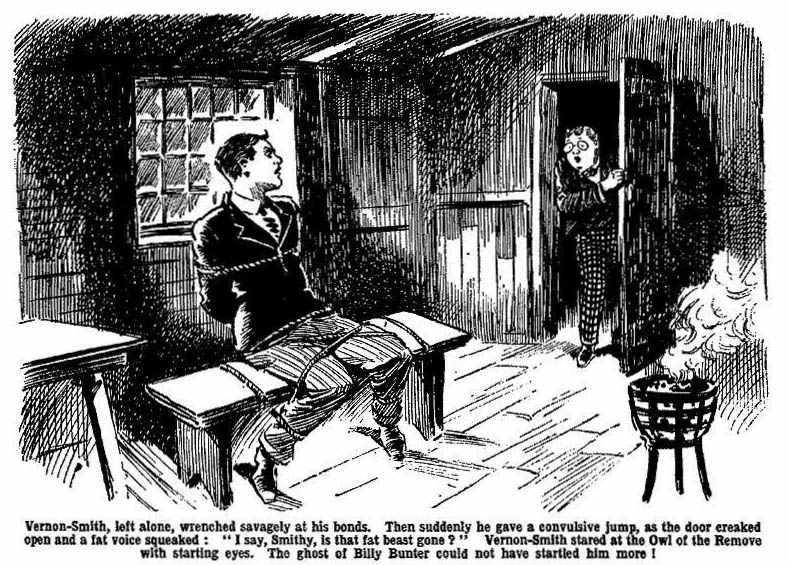 Vernon-Smith, left alone, wrenched savagely at his bonds. Then suddenly he gave a convulsive jump, as the door creaked
open and a fat voice squeaked : " I say, Smithy, is that fat beast gone ? " Vernon-Smith stared at the Owl of the Remove
with starting eyes. The ghost of Billy Bunter could not have startled him more !